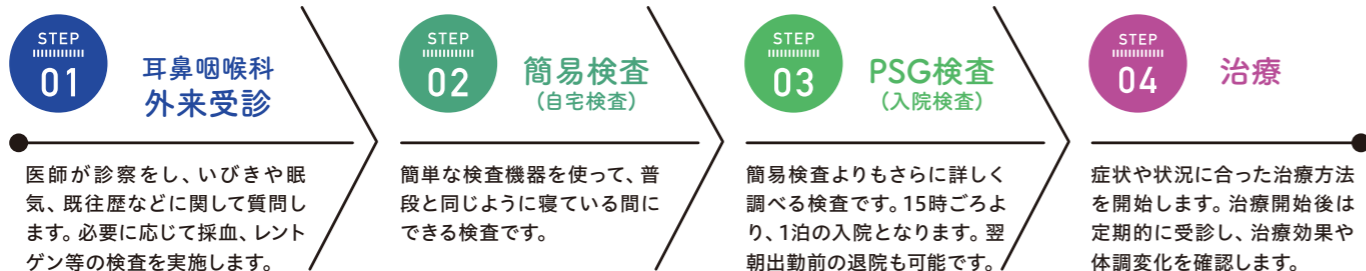 STEP
01
耳鼻咽喉科
外来受診
医師が診察をし、いびきや眠
気、既往歴などに関して質問し
ます。必要に応じて採血、レント
ゲン等の検査を実施します。
STEP
02
簡易検査
（自宅検査）
簡単な検査機器を使って、普
段と同じように寝ている間に
できる検査です。
STEP
03
PSG検査
（入院検査）
簡易検査よりもさらに詳しく
調べる検査です。15時ごろよ
り、1泊の入院となります。翌
朝出勤前の退院も可能です。
STEP
04
治療
症状や状況に合った治療方法
を開始します。治療開始後は
定期的に受診し、治療効果や
体調変化を確認します。